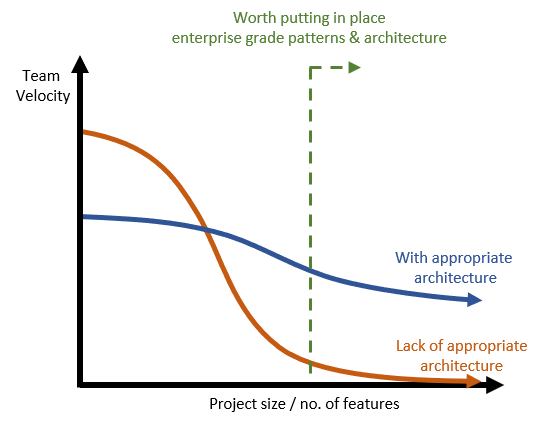 Worth putting in place
enterprise grade patterns & architecture
Team
Velocity
With appropriate
architecture
Lack of appropriate
architecture
Project size / no. of features